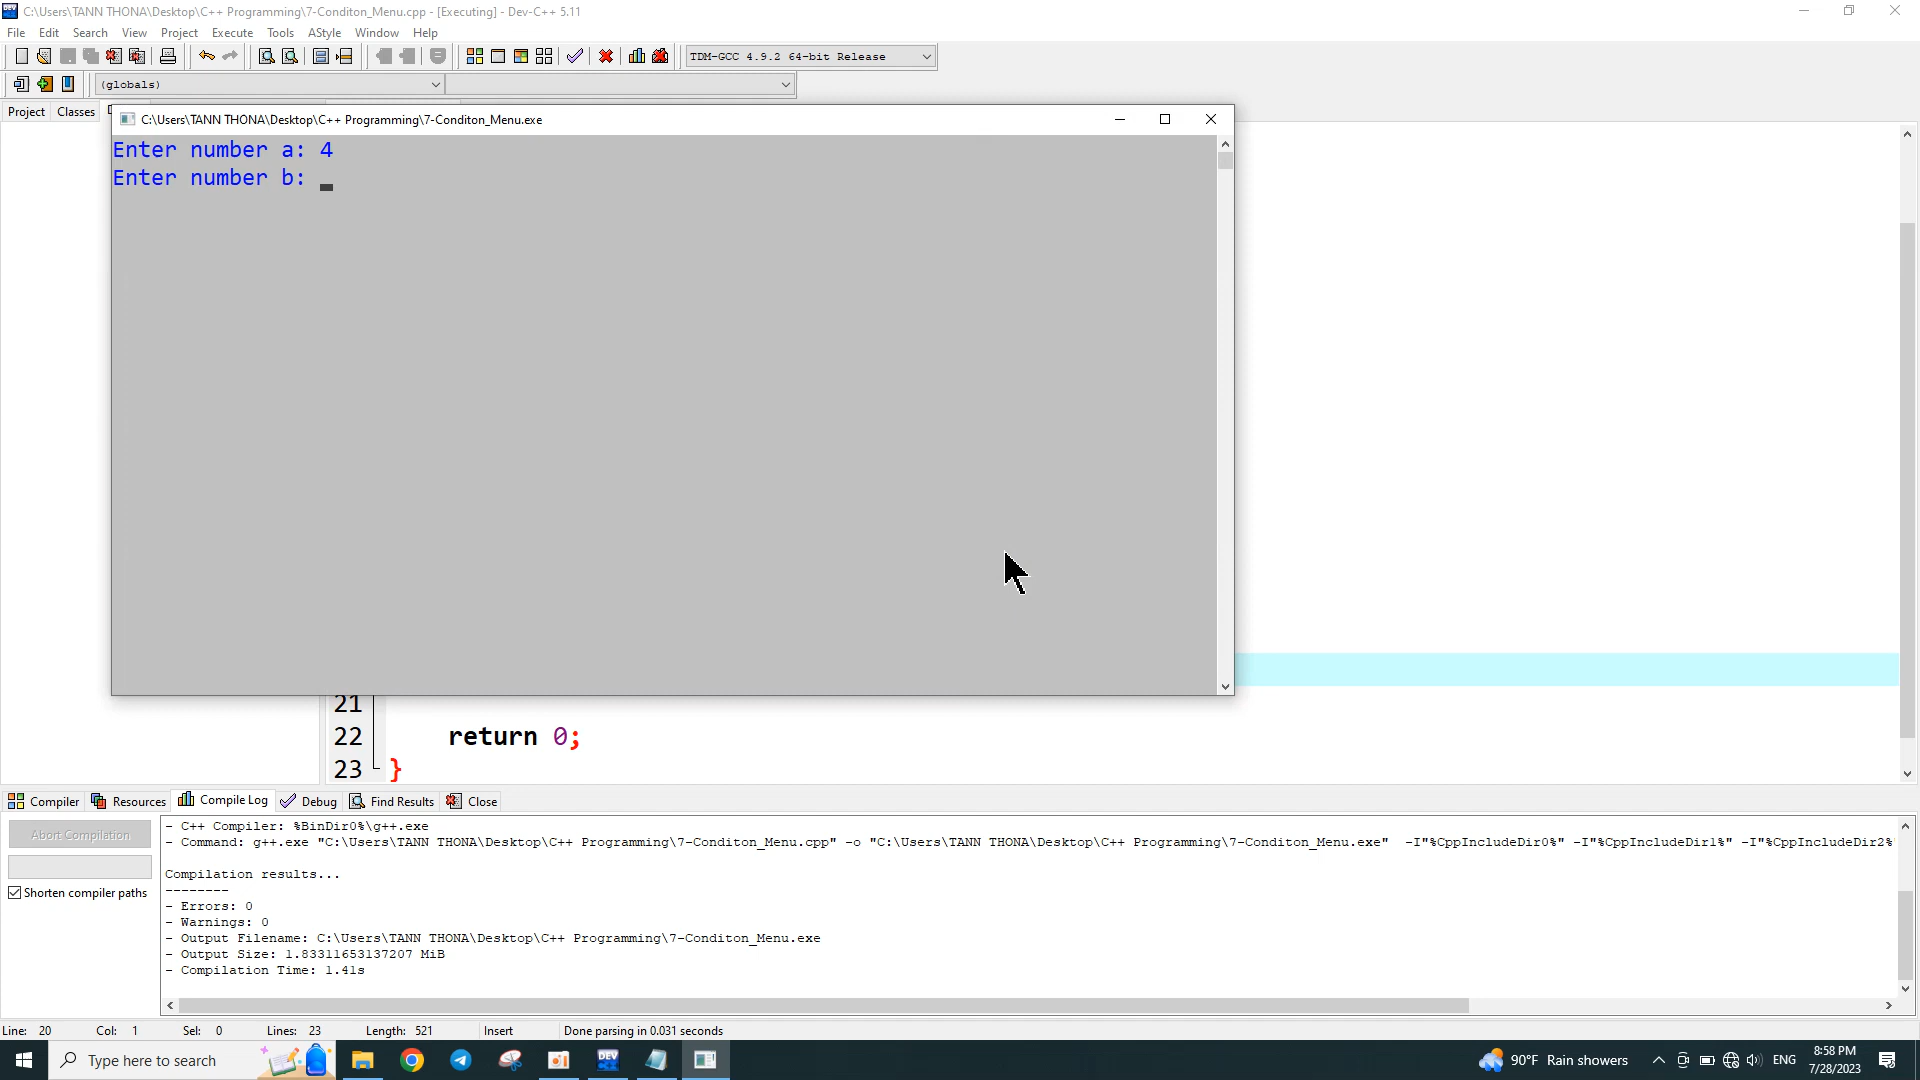 C:\Users\TANN THONA\Desktop\C++ Programming\7-Conditon_Menu.cpp - [Executing] - Dev-C++ 5.11
File Edit Search View Project Execute Tools AStyle Window Help
TDM-GCC 4.9.2 64-bit Release
(globals)
Project Classes
C:\Users\TANN THONA\Desktop\C++ Programming\7-Conditon_Menu.exe
Enter number a: 4
Enter number b:
21
22 return 0;
23 }
Compiler Resources Compile Log Debug Find Results Close
Abort Compilation
Shorten compiler paths
- C++ Compiler: %BinDir0%\g++.exe
- Command: g++.exe "C:\Users\TANN THONA\Desktop\C++ Programming\7-Conditon_Menu.cpp" -o "C:\Users\TANN THONA\Desktop\C++ Programming\7-Conditon_Menu.exe" -I"%CppIncludeDir0%" -I"%CppIncludeDir1%" -I"%CppIncludeDir2%
Compilation results...
--------
- Errors: 0
- Warnings: 0
- Output Filename: C:\Users\TANN THONA\Desktop\C++ Programming\7-Conditon_Menu.exe
- Output Size: 1.83311653137207 MiB
- Compilation Time: 1.41s
Line: 20 Col: 1 Sel: 0 Lines: 23 Length: 521 Insert Done parsing in 0.031 seconds
Type here to search
DEV
90°F Rain showers
ENG
8:58 PM
7/28/2023